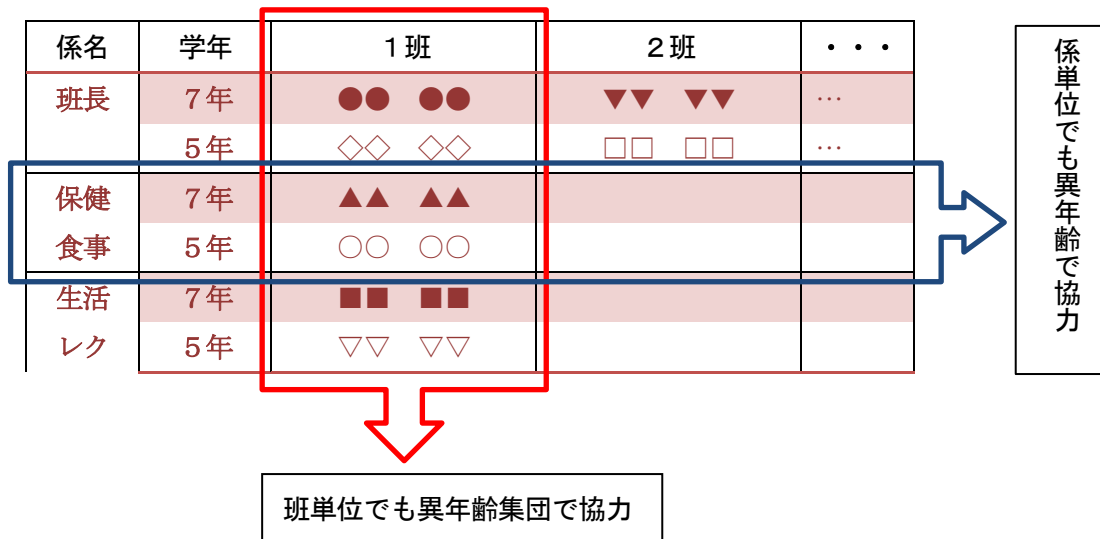 係名 学年 １班 ２班 ・・・
班長 ７年 ●● ●● ▼▼ ▼▼ …
５年 ◇◇ ◇◇ □□ □□ …
保健 ７年 ▲▲ ▲▲
食事 ５年 ○○ ○○
生活 ７年 ■■ ■■
レク ５年 ▽▽ ▽▽
係単位でも異年齢で協力
班単位でも異年齢集団で協力